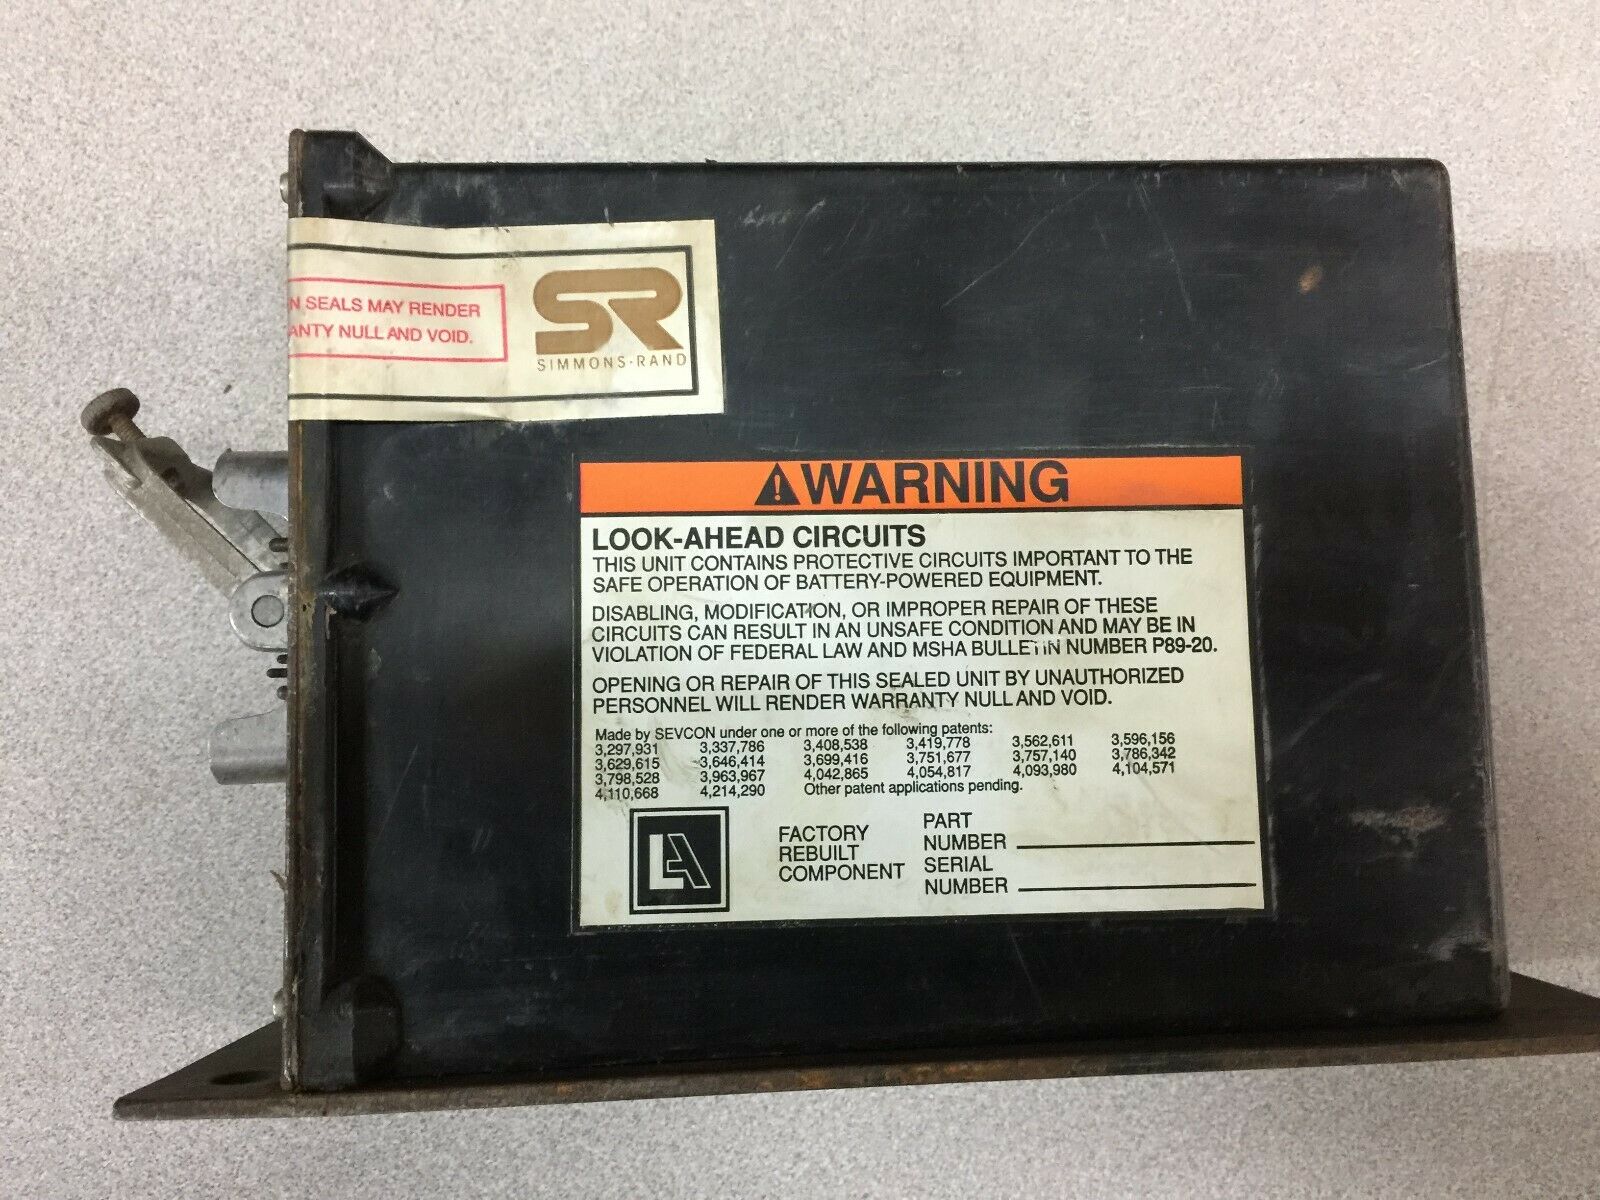 N SEALS MAY RENDER
ANTY NULL AND VOID.
SR
SIMMONS-RAND
WARNING
LOOK-AHEAD CIRCUITS
THIS UNIT CONTAINS PROTECTIVE CIRCUITS IMPORTANT TO THE
SAFE OPERATION OF BATTERY-POWERED EQUIPMENT.
DISABLING, MODIFICATION, OR IMPROPER REPAIR OF THESE
CIRCUITS CAN RESULT IN AN UNSAFE CONDITION AND MAY BE IN
VIOLATION OF FEDERAL LAW AND MSHA BULLETIN NUMBER P89-20.
OPENING OR REPAIR OF THIS SEALED UNIT BY UNAUTHORIZED
PERSONNEL WILL RENDER WARRANTY NULL AND VOID.
Made by SEVCON under one or more of the following patents:
3,297,931 3,337,786 3,408,538 3,419,778 3,562,611 3,596,156
3,629,615 3,646,414 3,699,416 3,751,677 3,757,140 3,786,342
3,798,528 3,963,967 4,042,865 4,054,817 4,093,980 4,104,571
4,110,668 4,214,290 Other patent applications pending.
LA
FACTORY
REBUILT
COMPONENT
PART
NUMBER
SERIAL
NUMBER